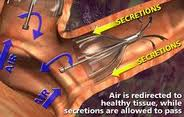 SECRETIONS
SECRETIONS
AIR
AIR
Air is redirected to
healthy tissue, while
secretions are allowed to pass